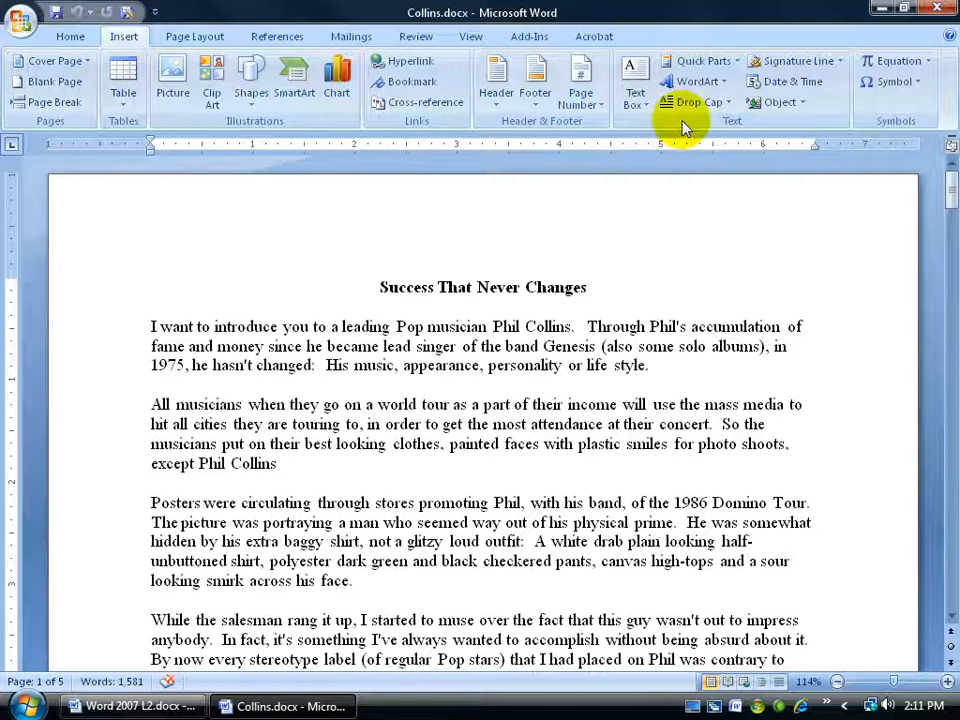 Collins.docx - Microsoft Word
Home Insert Page Layout References Mailings Review View Add-Ins Acrobat
Cover Page
Blank Page
Page Break
Pages
Table
Tables
Picture Clip Art Shapes SmartArt Chart
Illustrations
Hyperlink
Bookmark
Cross-reference
Links
Header Footer Page Number
Header & Footer
Text Box
Quick Parts
WordArt
Drop Cap
Signature Line
Date & Time
Object
Text
Equation
Symbol
Symbols
1 1 2 3 4 5 6 7
1
1
2
3
Success That Never Changes
I want to introduce you to a leading Pop musician Phil Collins. Through Phil's accumulation of
fame and money since he became lead singer of the band Genesis (also some solo albums), in
1975, he hasn't changed: His music, appearance, personality or life style.
All musicians when they go on a world tour as a part of their income will use the mass media to
hit all cities they are touring to, in order to get the most attendance at their concert. So the
musicians put on their best looking clothes, painted faces with plastic smiles for photo shoots,
except Phil Collins
Posters were circulating through stores promoting Phil, with his band, of the 1986 Domino Tour.
The picture was portraying a man who seemed way out of his physical prime. He was somewhat
hidden by his extra baggy shirt, not a glitzy loud outfit: A white drab plain looking half-
unbuttoned shirt, polyester dark green and black checkered pants, canvas high-tops and a sour
looking smirk across his face.
While the salesman rang it up, I started to muse over the fact that this guy wasn't out to impress
anybody. In fact, it's something I've always wanted to accomplish without being absurd about it.
By now every stereotype label (of regular Pop stars) that I had placed on Phil was contrary to
Page: 1 of 5 Words: 1,581 114%
Word 2007 L2.docx -... Collins.docx - Micro... 2:11 PM